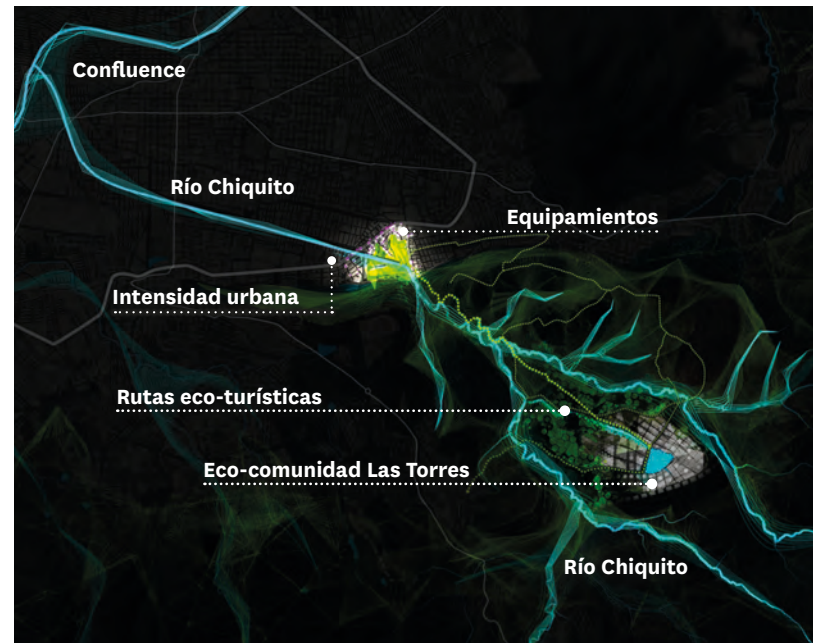 Confluence
Río Chiquito
Equipamientos
Intensidad urbana
Rutas eco-turísticas
Eco-comunidad Las Torres
Río Chiquito